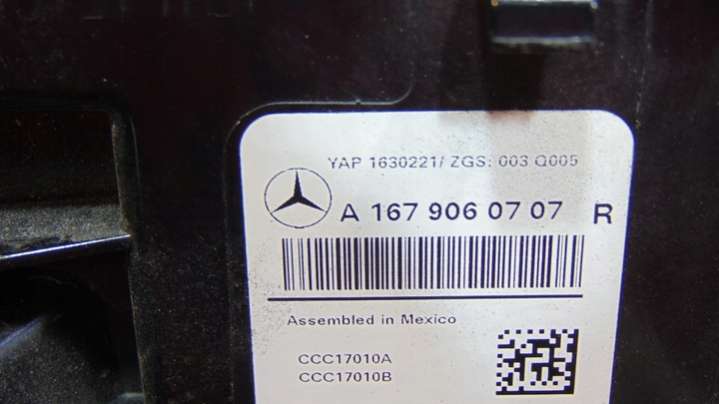 YAP 1630221/ ZGS: 003 Q005
A 167 906 07 07 R
Assembled in Mexico
CCC17010A
CCC17010B